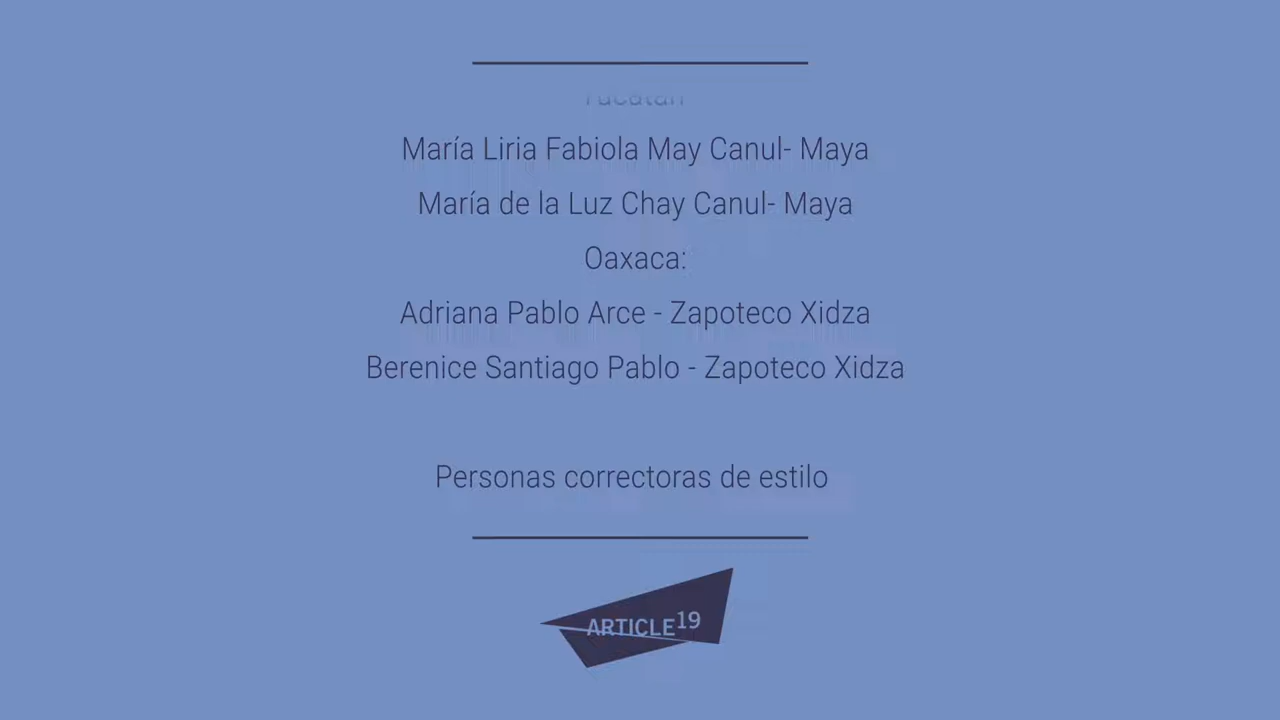 Yucatán
María Liria Fabiola May Canul- Maya
María de la Luz Chay Canul- Maya
Oaxaca:
Adriana Pablo Arce - Zapoteco Xidza
Berenice Santiago Pablo - Zapoteco Xidza
Personas correctoras de estilo
ARTICLE19